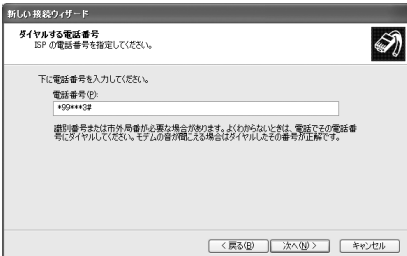 新しい接続ウィザード
ダイヤルする電話番号
ISP の電話番号を指定してください。
下に電話番号を入力してください。
電話番号(P):
*99***3#
識別番号または市外局番が必要な場合があります。よくわからないときは、電話でその電話番
号にダイヤルしてください。モデムの音が聞こえる場合はダイヤルしたその番号が正解です。
< 戻る(B)
次へ(N) >
キャンセル